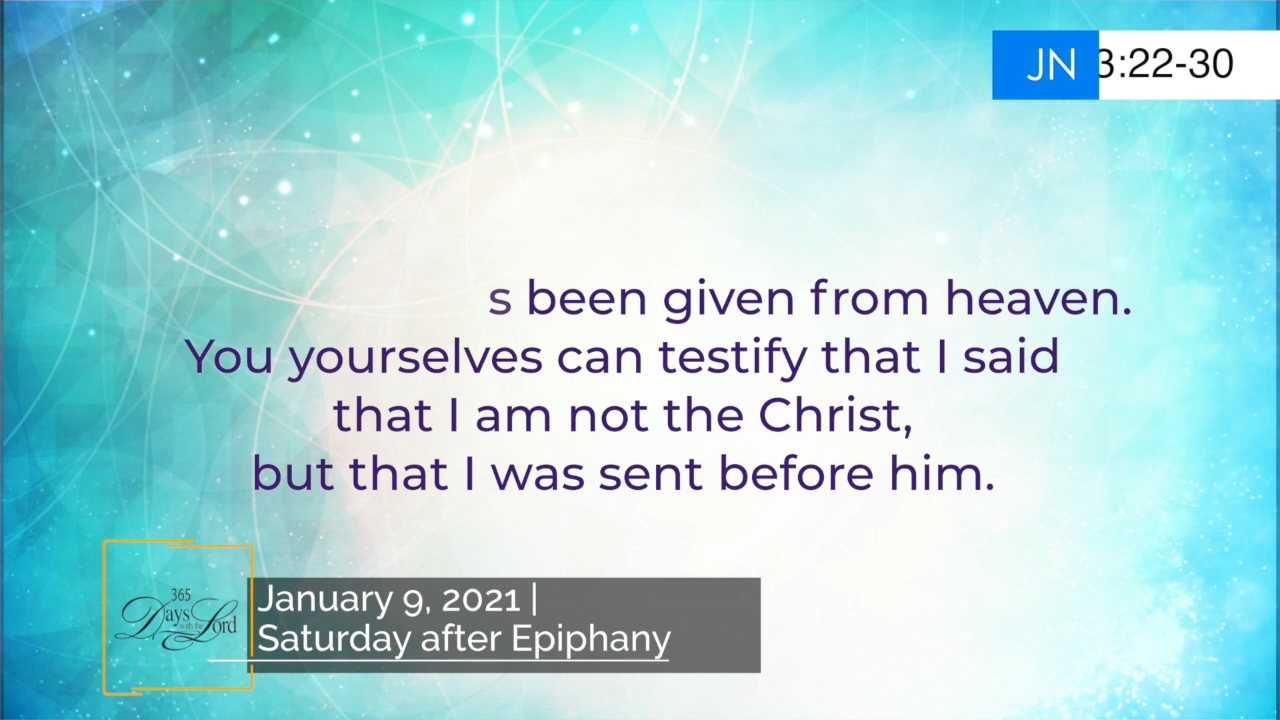 JN 3:22-30
s been given from heaven.
You yourselves can testify that I said
that I am not the Christ,
but that I was sent before him.
365
Days with the Lord
January 9, 2021 |
Saturday after Epiphany